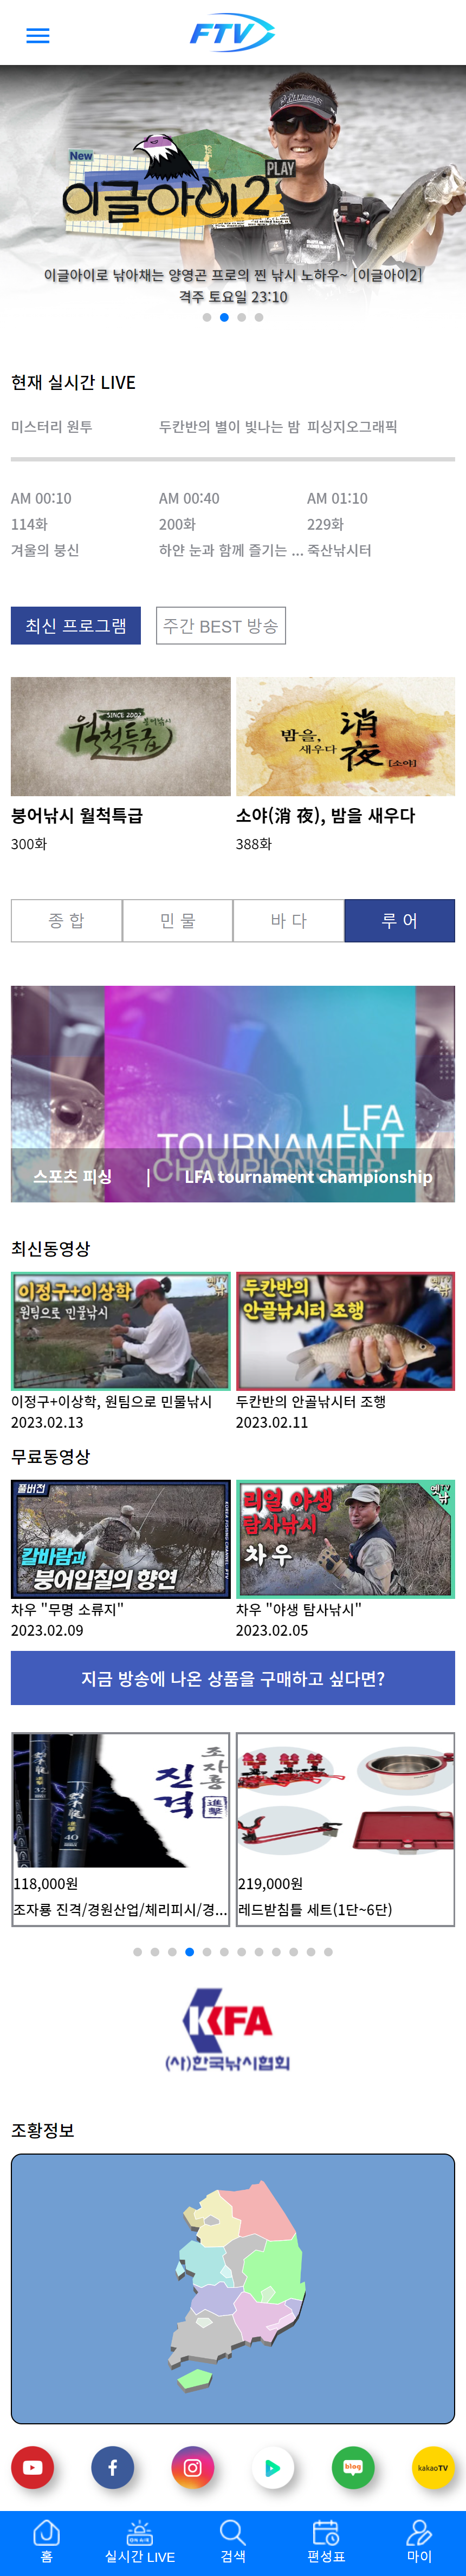 FTV
New
이글아이2
PLAY
이글아이로 낚아채는 양영곤 프로의 찐 낚시 노하우~ [이글아이2]
격주 토요일 23:10
현재 실시간 LIVE
미스터리 원투
두칸반의 별이 빛나는 밤
피싱지오그래픽
AM 00:10
AM 00:40
AM 01:10
114화
200화
229화
겨울의 붕신
하얀 눈과 함께 즐기는 ...
죽산낚시터
최신 프로그램
주간 BEST 방송
SINCE 2002
붕어낚시
월척특급
밤을,
새우다
消夜
[소야]
붕어낚시 월척특급
소야(消 夜), 밤을 새우다
300화
388화
종 합
민 물
바 다
루 어
LFA
TOURNAMENT
CHAMPIONSHIP
스포츠 피싱 | LFA tournament championship
최신동영상
이정구+이상학
원팀으로 민물낚시
두칸반의
안골낚시터 조행
이정구+이상학, 원팀으로 민물낚시
두칸반의 안골낚시터 조행
2023.02.13
2023.02.11
무료동영상
풀버전
칼바람과
붕어입질의 향연
리얼 야생
탐사낚시
차우
차우 "무명 소류지"
차우 "야생 탐사낚시"
2023.02.09
2023.02.05
지금 방송에 나온 상품을 구매하고 싶다면?
32
40
조자룡
진격
進擊
118,000원
219,000원
조자룡 진격/경원산업/체리피시/경...
레드받침틀 세트(1단~6단)
KFA
(사)한국낚시협회
조황정보
blog
kakaoTV
ON AIR
홈
실시간 LIVE
검색
편성표
마이